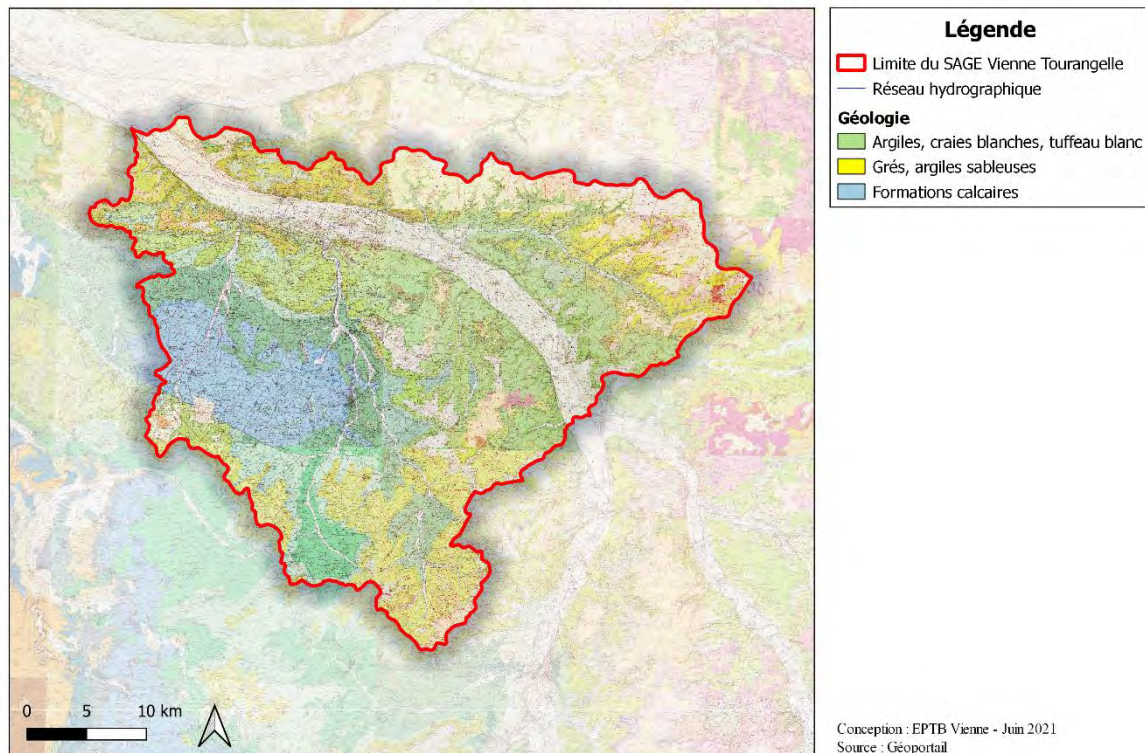 Légende
Limite du SAGE Vienne Tourangelle
Réseau hydrographique
Géologie
Argiles, craies blanches, tuffeau blanc
Grés, argiles sableuses
Formations calcaires
0 5 10 km
Conception : EPTB Vienne - Juin 2021
Source : Géoportail